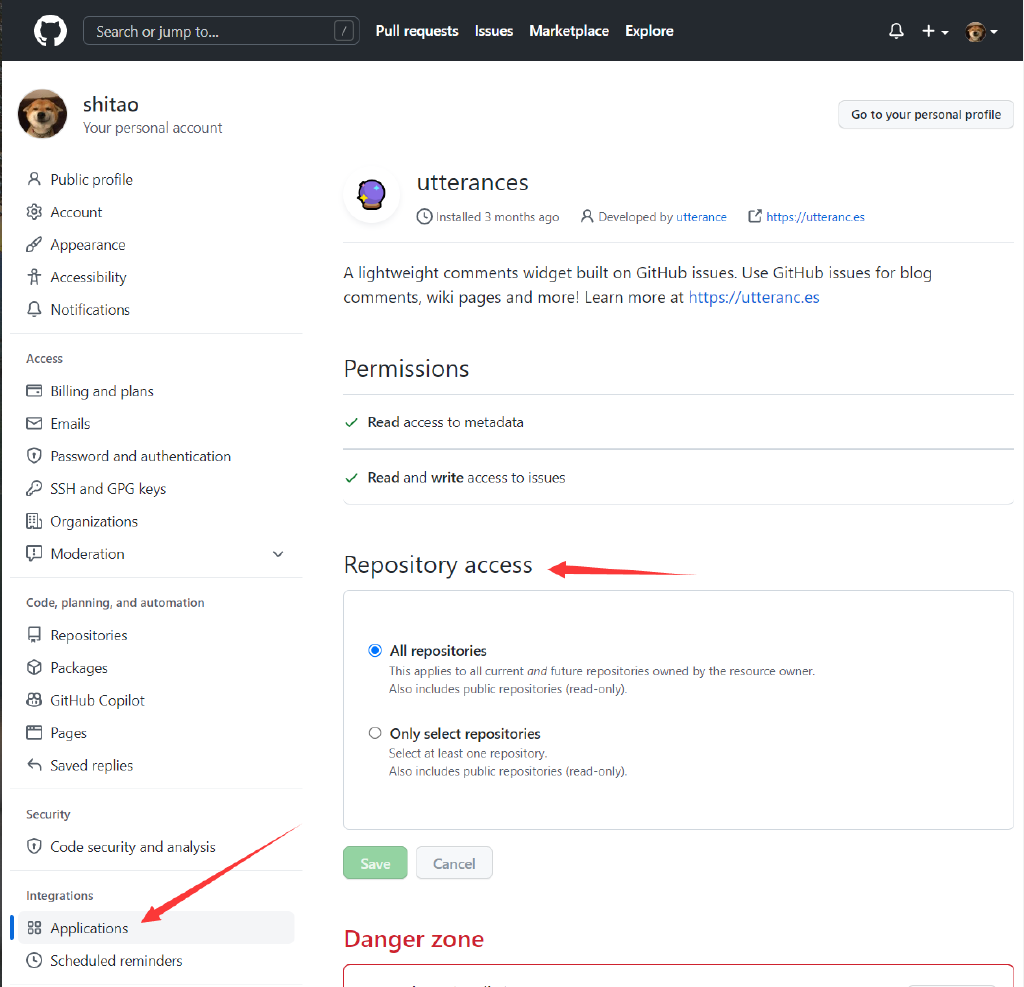 Search or jump to...
/
Pull requests
Issues
Marketplace
Explore
shitao
Your personal account
Go to your personal profile
Public profile
Account
Appearance
Accessibility
Notifications
Access
Billing and plans
Emails
Password and authentication
SSH and GPG keys
Organizations
Moderation
Code, planning, and automation
Repositories
Packages
GitHub Copilot
Pages
Saved replies
Security
Code security and analysis
Integrations
Applications
Scheduled reminders
utterances
Installed 3 months ago
Developed by utterance
https://utteranc.es
A lightweight comments widget built on GitHub issues. Use GitHub issues for blog
comments, wiki pages and more! Learn more at https://utteranc.es
Permissions
Read access to metadata
Read and write access to issues
Repository access
All repositories
This applies to all current and future repositories owned by the resource owner.
Also includes public repositories (read-only).
Only select repositories
Select at least one repository.
Also includes public repositories (read-only).
Save
Cancel
Danger zone